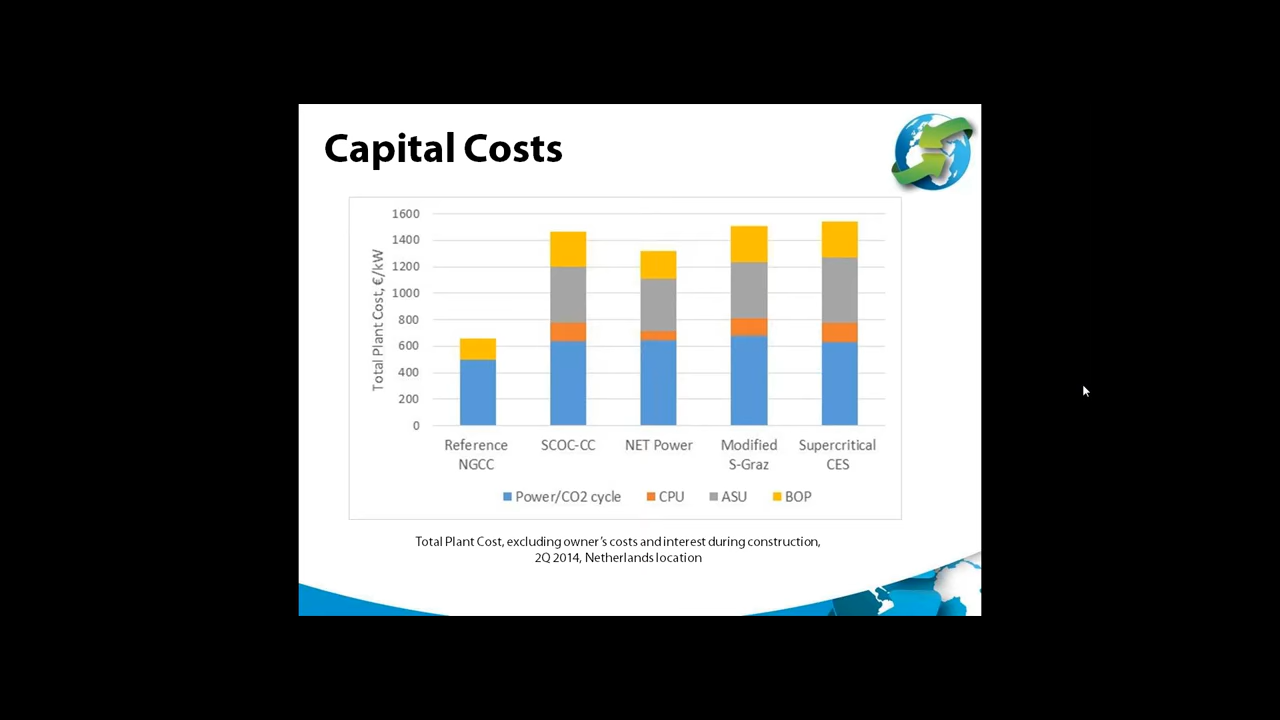 Capital Costs
Total Plant Cost, €/kW
1600
1400
1200
1000
800
600
400
200
0
Reference
NGCC
SCOC-CC
NET Power
Modified
S-Graz
Supercritical
CES
Power/CO2 cycle
CPU
ASU
BOP
Total Plant Cost, excluding owner's costs and interest during construction,
2Q 2014, Netherlands location